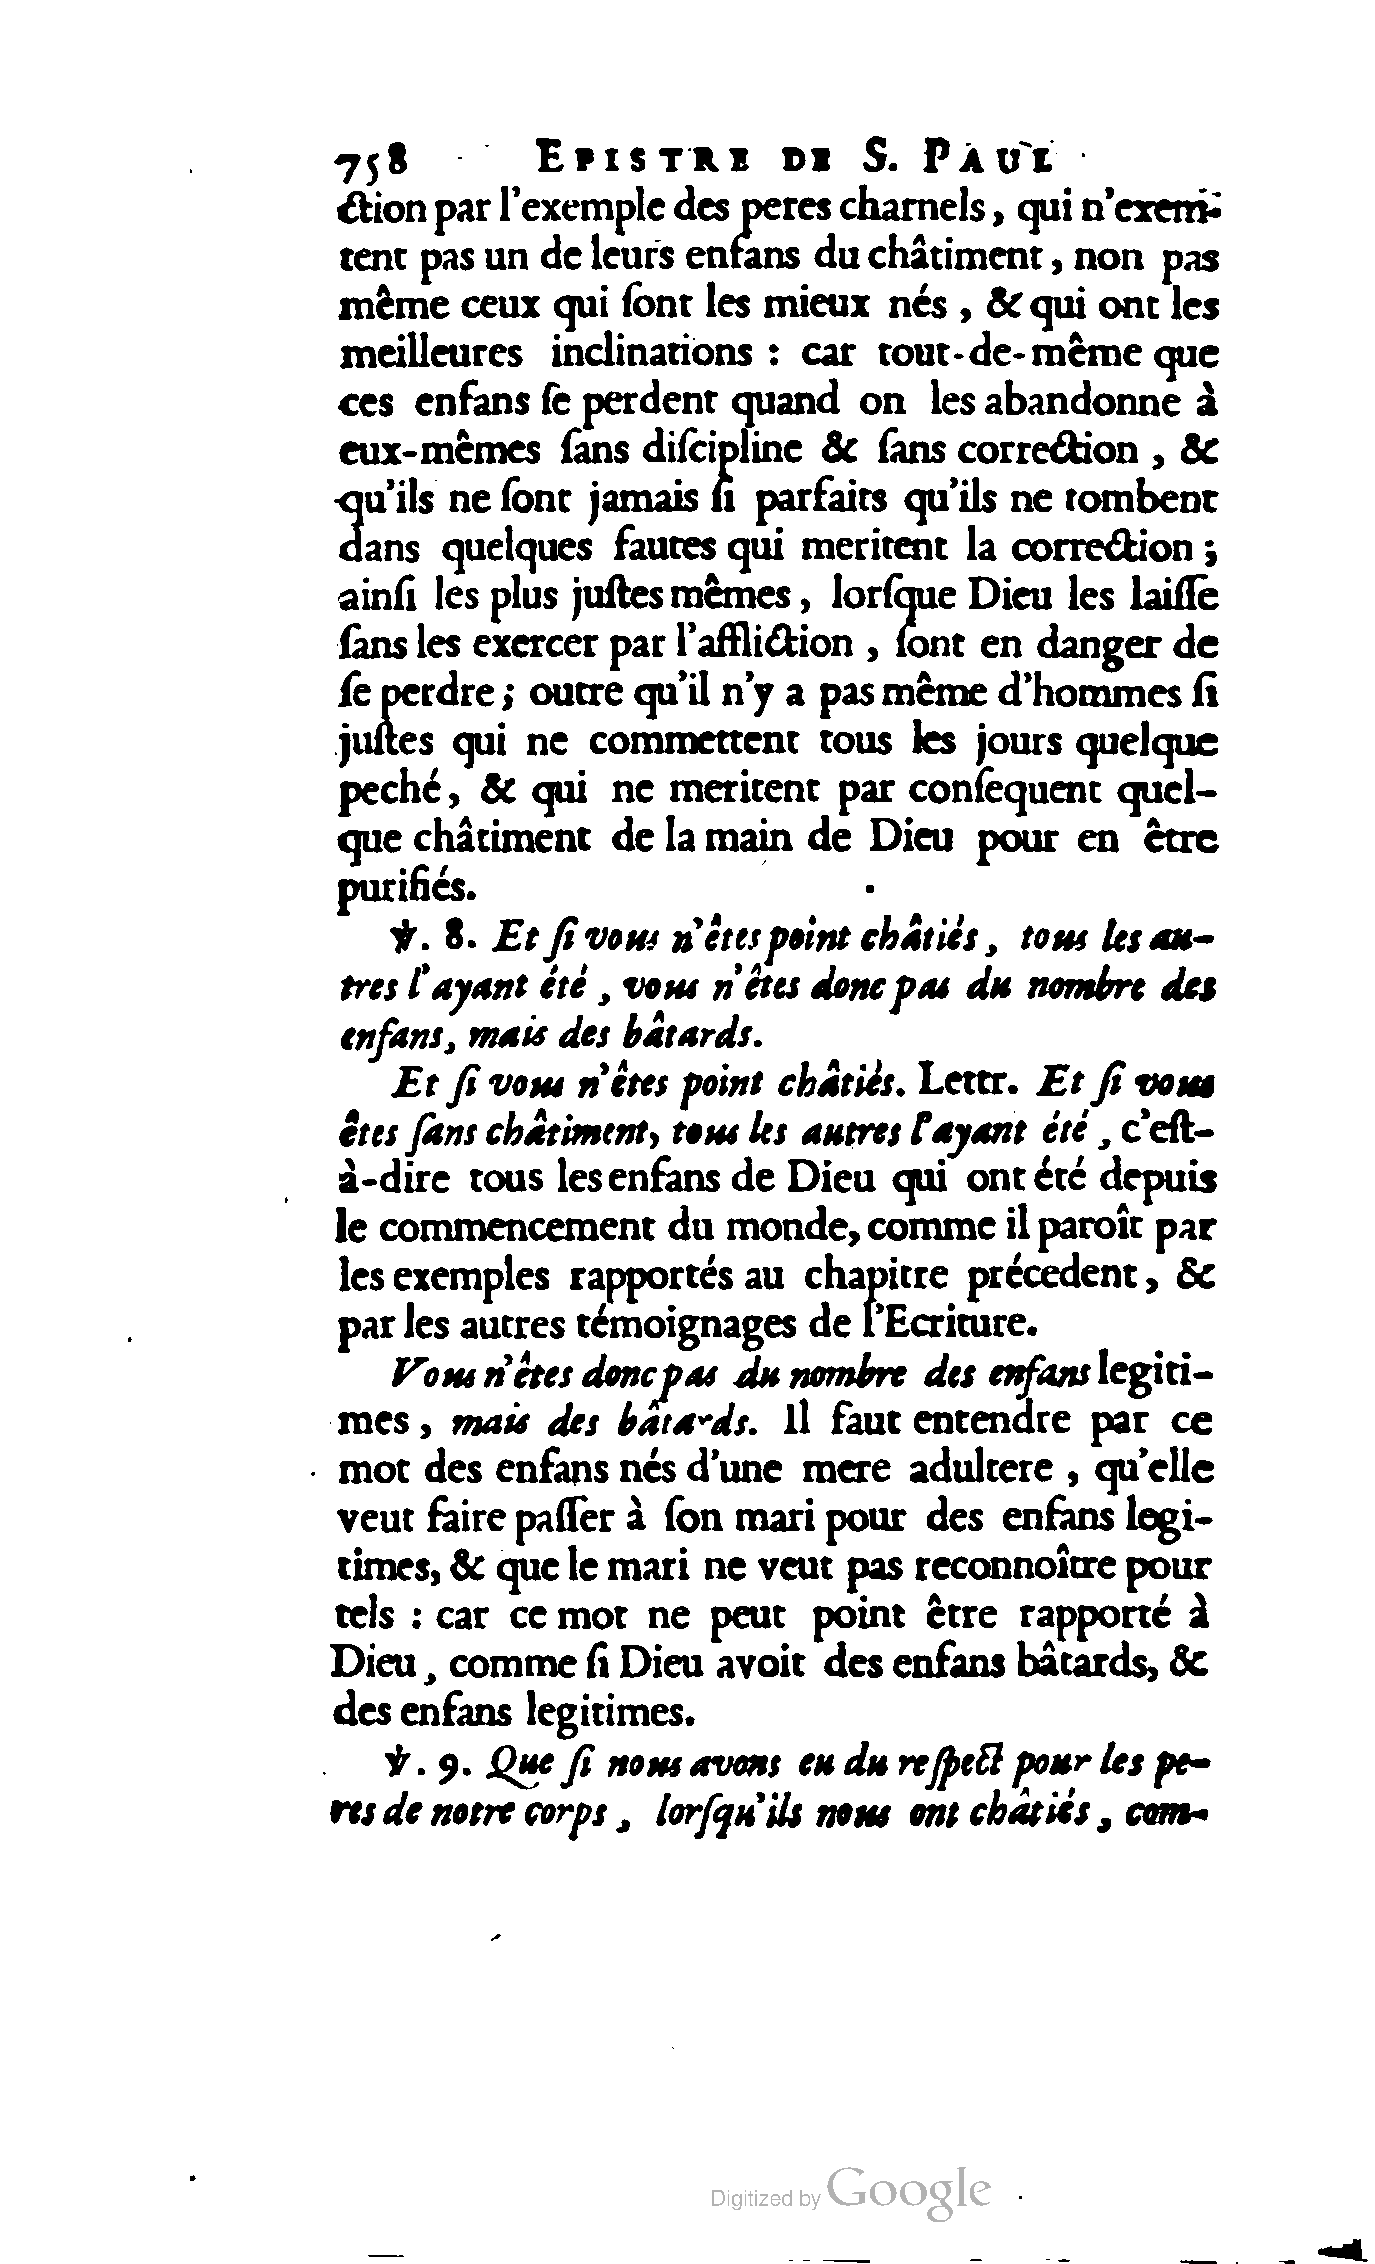 758 EPISTRE DE S. PAUL
ction par l'exemple des peres charnels, qui n'exem-
tent pas un de leurs enfans du châtiment, non pas
même ceux qui ſont les mieux nés, & qui ont les
meilleures inclinations : car tout-de-même que
ces enfans ſe perdent quand on les abandonne à
eux-mêmes ſans diſcipline & ſans correction, &
qu'ils ne ſont jamais ſi parfaits qu'ils ne tombent
dans quelques fautes qui meritent la correction;
ainſi les plus juſtes mêmes, lorſque Dieu les laiſſe
ſans les exercer par l'affliction, ſont en danger de
ſe perdre; outre qu'il n'y a pas même d'hommes ſi
juſtes qui ne commettent tous les jours quelque
peché, & qui ne meritent par conſequent quel-
que châtiment de la main de Dieu pour en être
purifiés.
℣. 8. Et ſi vous n'êtes point châtiés, tous les au-
tres l'ayant été, vous n'êtes donc pas du nombre des
enfans, mais des bâtards.
Et ſi vous n'êtes point châtiés. Lettr. Et ſi vous
êtes ſans châtiment, tous les autres l'ayant été, c'eſt-
à-dire tous les enfans de Dieu qui ont été depuis
le commencement du monde, comme il paroît par
les exemples rapportés au chapitre précedent, &
par les autres témoignages de l'Ecriture.
Vous n'êtes donc pas du nombre des enfans legiti-
mes, mais des bâtards. Il faut entendre par ce
mot des enfans nés d'une mere adultere, qu'elle
veut faire paſſer à ſon mari pour des enfans legi-
times, & que le mari ne veut pas reconnoître pour
tels : car ce mot ne peut point être rapporté à
Dieu, comme ſi Dieu avoit des enfans bâtards, &
des enfans legitimes.
℣. 9. Que ſi nous avons eu du reſpect pour les pe-
res de notre corps, lorſqu'ils nous ont châtiés, com-
Digitized by Google